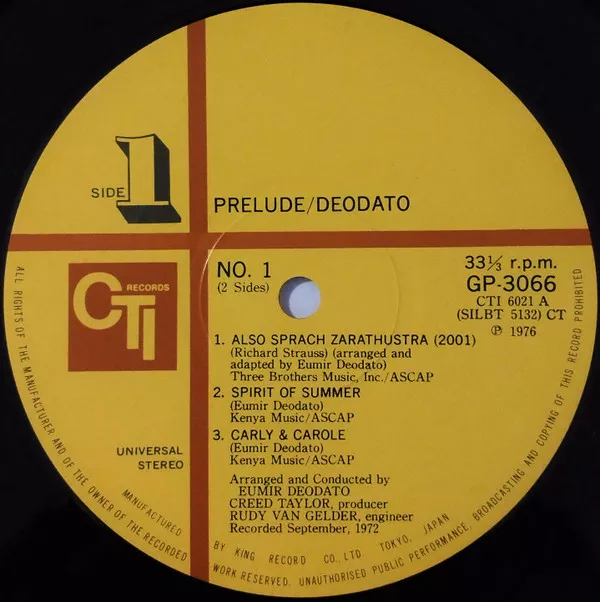 SIDE 1
PRELUDE/DEODATO
CTI RECORDS
NO. 1
(2 Sides)
33⅓ r.p.m.
GP-3066
CTI 6021 A
(SILBT 5132) CT
℗ 1976
1. ALSO SPRACH ZARATHUSTRA (2001)
(Richard Strauss) (arranged and
adapted by Eumir Deodato)
Three Brothers Music, Inc./ASCAP
2. SPIRIT OF SUMMER
(Eumir Deodato)
Kenya Music/ASCAP
3. CARLY & CAROLE
(Eumir Deodato)
Kenya Music/ASCAP
UNIVERSAL
STEREO
Arranged and Conducted by
EUMIR DEODATO
CREED TAYLOR, producer
RUDY VAN GELDER, engineer
Recorded September, 1972
MANUFACTURED BY KING RECORD CO., LTD. TOKYO, JAPAN
ALL RIGHTS OF THE MANUFACTURER AND OF THE OWNER OF THE RECORDED WORK RESERVED. UNAUTHORISED PUBLIC PERFORMANCE, BROADCASTING AND COPYING OF THIS RECORD PROHIBITED